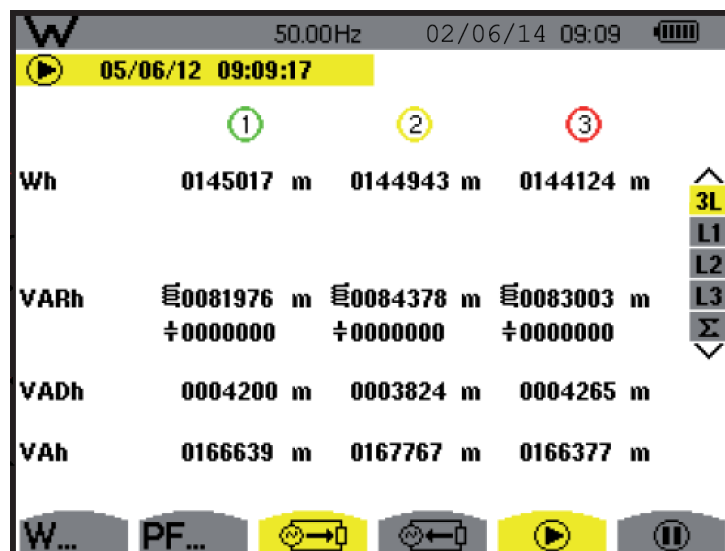 W 50.00Hz 02/06/14 09:09
05/06/12 09:09:17
1 2 3
Wh 0145017 m 0144943 m 0144124 m
3L
L1
L2
VARh 0081976 m 0084378 m 0083003 m
L3
0000000 0000000 0000000
Σ
VADh 0004200 m 0003824 m 0004265 m
VAh 0166639 m 0167767 m 0166377 m
W... PF...